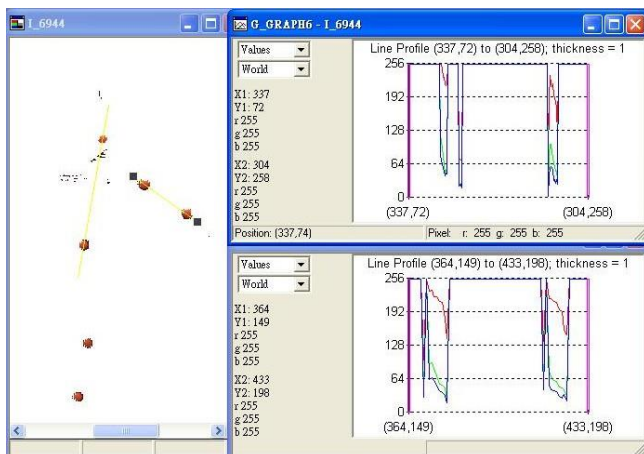 I_6944
G_GRAPH6 - I_6944
Values
World
X1: 337
Y1: 72
r 255
g 255
b 255
X2: 304
Y2: 258
r 255
g 255
b 255
Line Profile (337,72) to (304,258); thickness = 1
256
192
128
64
0
(337,72) (304,258)
Position: (337,74) Pixel: r: 255 g: 255 b: 255
Values
World
X1: 364
Y1: 149
r 255
g 255
b 255
X2: 433
Y2: 198
r 255
g 255
b 255
Line Profile (364,149) to (433,198); thickness = 1
256
192
128
64
0
(364,149) (433,198)